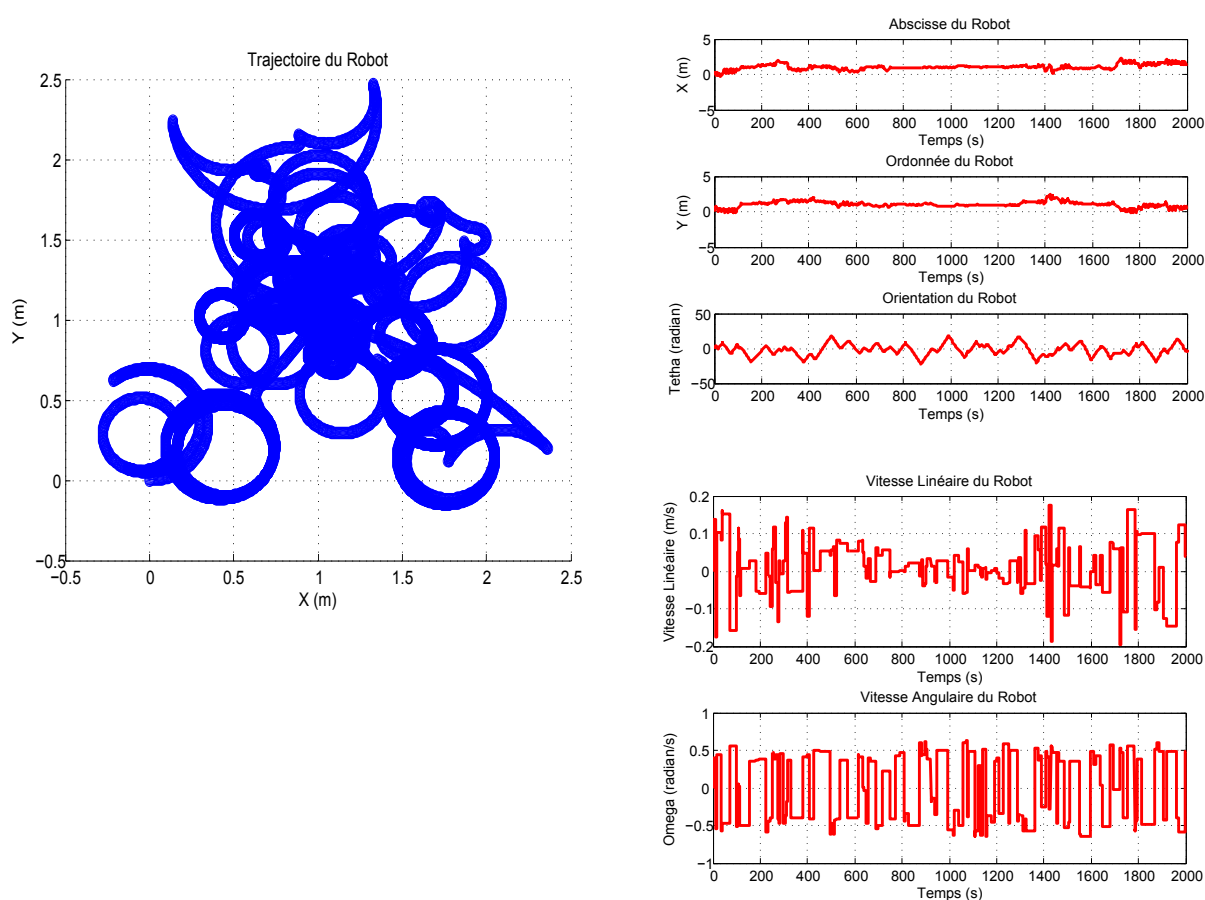 Trajectoire du Robot
2.5
2
1.5
1
0.5
0
−0.5
Y (m)
−0.5 0 0.5 1 1.5 2 2.5
X (m)
Abscisse du Robot
5
0
−5
X (m)
0 200 400 600 800 1000 1200 1400 1600 1800 2000
Temps (s)
Ordonnée du Robot
5
0
−5
Y (m)
0 200 400 600 800 1000 1200 1400 1600 1800 2000
Temps (s)
Orientation du Robot
50
0
−50
Tetha (radian)
0 200 400 600 800 1000 1200 1400 1600 1800 2000
Temps (s)
Vitesse Linéaire du Robot
0.2
0.1
0
−0.1
−0.2
Vitesse Linéaire (m/s)
0 200 400 600 800 1000 1200 1400 1600 1800 2000
Temps (s)
Vitesse Angulaire du Robot
1
0.5
0
−0.5
−1
Omega (radian/s)
0 200 400 600 800 1000 1200 1400 1600 1800 2000
Temps (s)